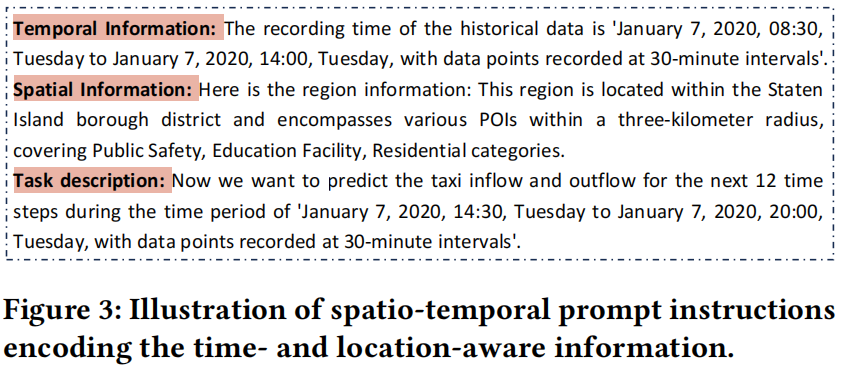 Temporal Information: The recording time of the historical data is 'January 7, 2020, 08:30,
Tuesday to January 7, 2020, 14:00, Tuesday, with data points recorded at 30-minute intervals'.
Spatial Information: Here is the region information: This region is located within the Staten
Island borough district and encompasses various POIs within a three-kilometer radius,
covering Public Safety, Education Facility, Residential categories.
Task description: Now we want to predict the taxi inflow and outflow for the next 12 time
steps during the time period of 'January 7, 2020, 14:30, Tuesday to January 7, 2020, 20:00,
Tuesday, with data points recorded at 30-minute intervals'.
Figure 3: Illustration of spatio-temporal prompt instructions
encoding the time- and location-aware information.